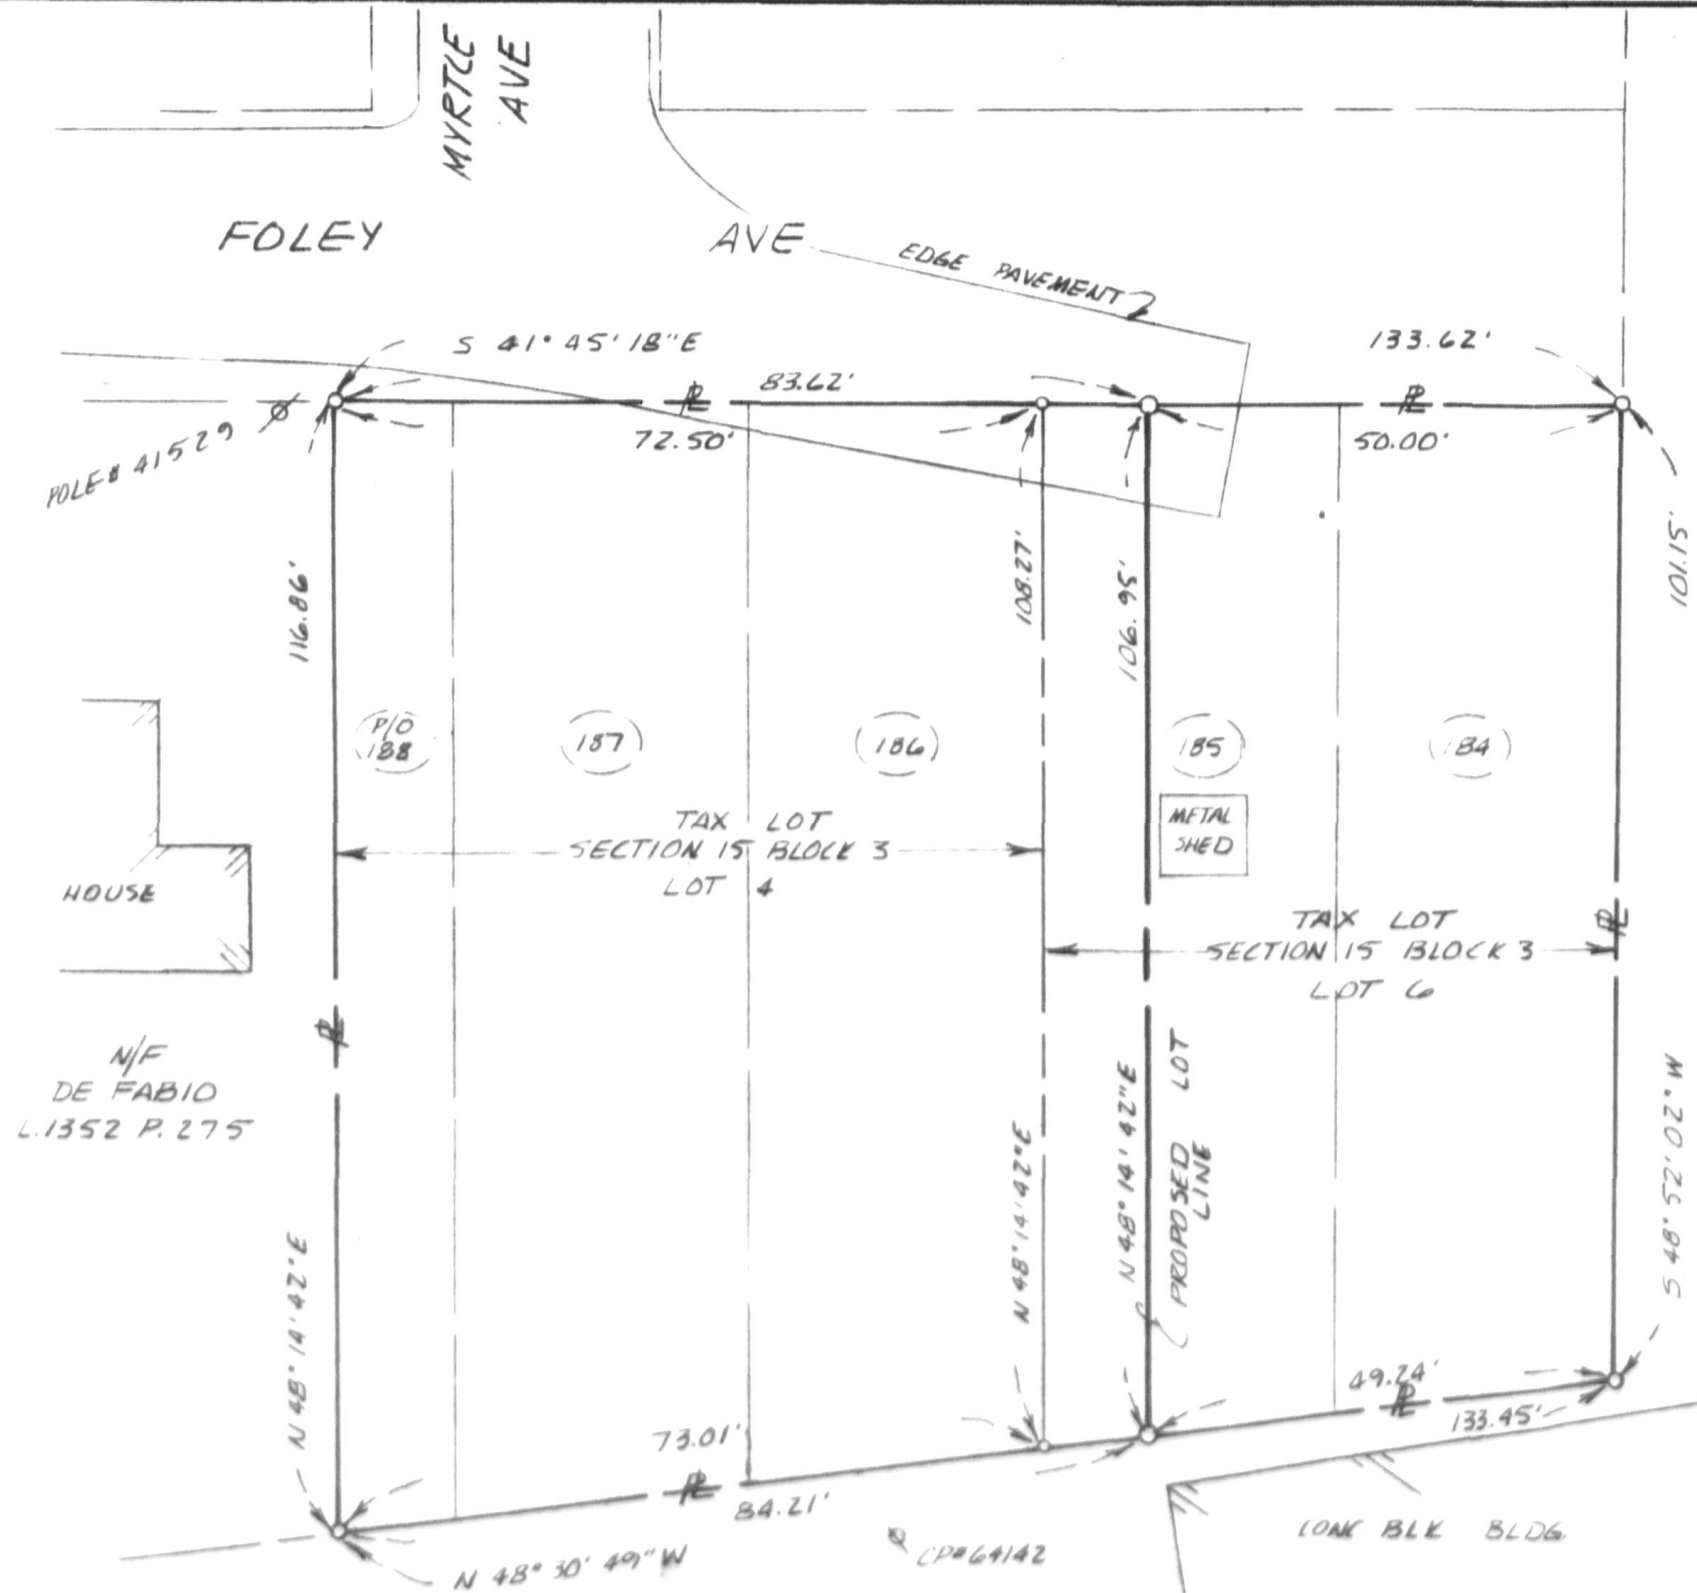 MYRTLE
AVE
FOLEY AVE
EDGE PAVEMENT
S 41° 45' 18" E
133.62'
83.62'
72.50'
50.00'
POLE # 41529
116.86'
108.27'
106.95'
101.15'
P/O
188
187
186
185
184
METAL
SHED
TAX LOT
SECTION 15 BLOCK 3
LOT 4
HOUSE
TAX LOT
SECTION 15 BLOCK 3
LOT 6
N/F
DE FABIO
L.1352 P.275
N 48° 14' 42" E
N 48° 14' 42" E
N 48° 14' 42" E
PROPOSED LOT
LINE
S 48° 52' 02" W
49.24'
133.45'
73.01'
84.21'
N 48° 30' 49" W
CP#64142
CONC BLK BLDG.